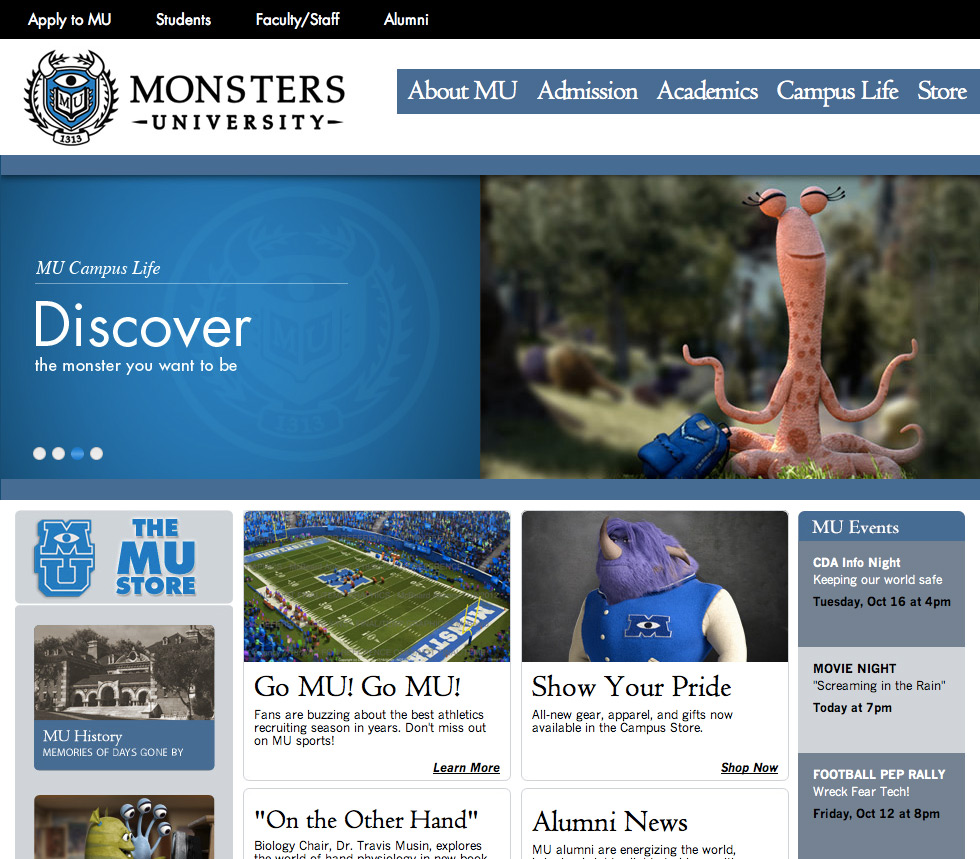 Apply to MU
Students
Faculty/Staff
Alumni
MU
1313
MONSTERS
UNIVERSITY
About MU
Admission
Academics
Campus Life
Store
MU Campus Life
Discover
the monster you want to be
MU
THE
MU
STORE
MU History
MEMORIES OF DAYS GONE BY
Go MU! Go MU!
Fans are buzzing about the best athletics
recruiting season in years. Don't miss out
on MU sports!
Learn More
Show Your Pride
All-new gear, apparel, and gifts now
available in the Campus Store.
Shop Now
"On the Other Hand"
Biology Chair, Dr. Travis Musin, explores
the world of hand physiology in new book
Alumni News
MU alumni are energizing the world,
MU Events
CDA Info Night
Keeping our world safe
Tuesday, Oct 16 at 4pm
MOVIE NIGHT
"Screaming in the Rain"
Today at 7pm
FOOTBALL PEP RALLY
Wreck Fear Tech!
Friday, Oct 12 at 8pm